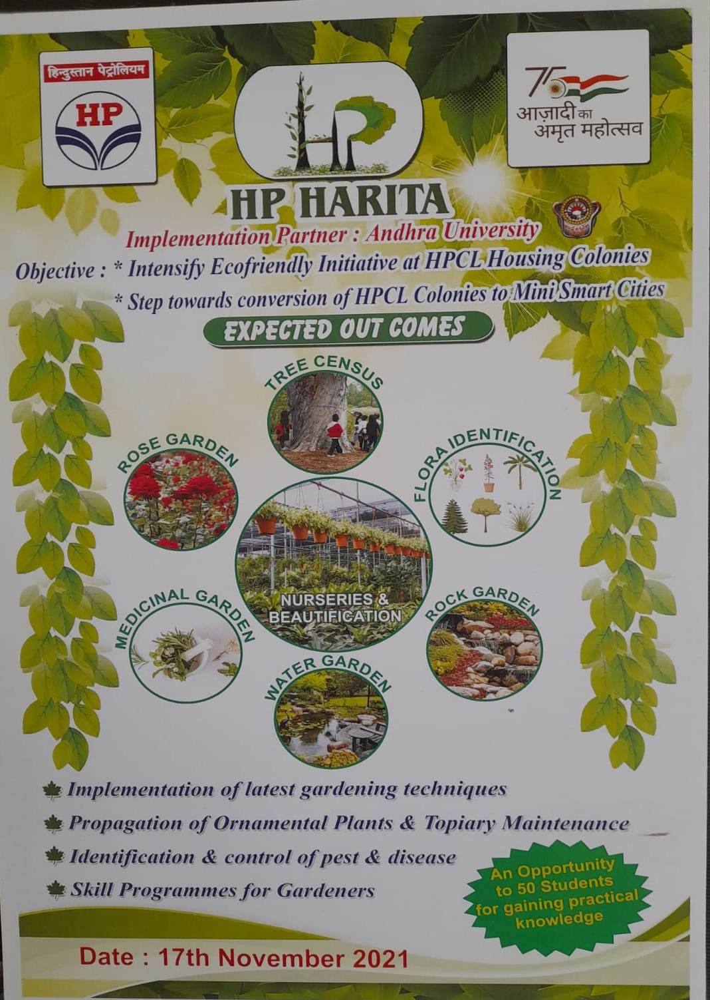 हिन्दुस्तान पेट्रोलियम
HP
75
आज़ादी का
अमृत महोत्सव
HP
HP HARITA
Implementation Partner : Andhra University
Objective : * Intensify Ecofriendly Initiative at HPCL Housing Colonies
* Step towards conversion of HPCL Colonies to Mini Smart Cities
EXPECTED OUT COMES
TREE CENSUS
ROSE GARDEN
FLORA IDENTIFICATION
NURSERIES &
BEAUTIFICATION
MEDICINAL GARDEN
ROCK GARDEN
WATER GARDEN
Implementation of latest gardening techniques
Propagation of Ornamental Plants & Topiary Maintenance
Identification & control of pest & disease
Skill Programmes for Gardeners
An Opportunity
to 50 Students
for gaining practical
knowledge
Date : 17th November 2021